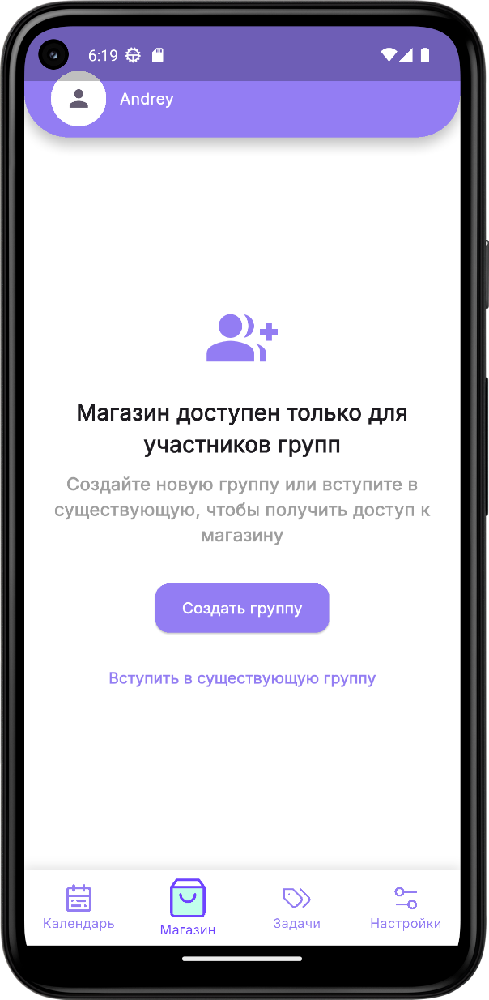 6:19
Andrey
Магазин доступен только для
участников групп
Создайте новую группу или вступите в
существующую, чтобы получить доступ к
магазину
Создать группу
Вступить в существующую группу
Календарь
Магазин
Задачи
Настройки